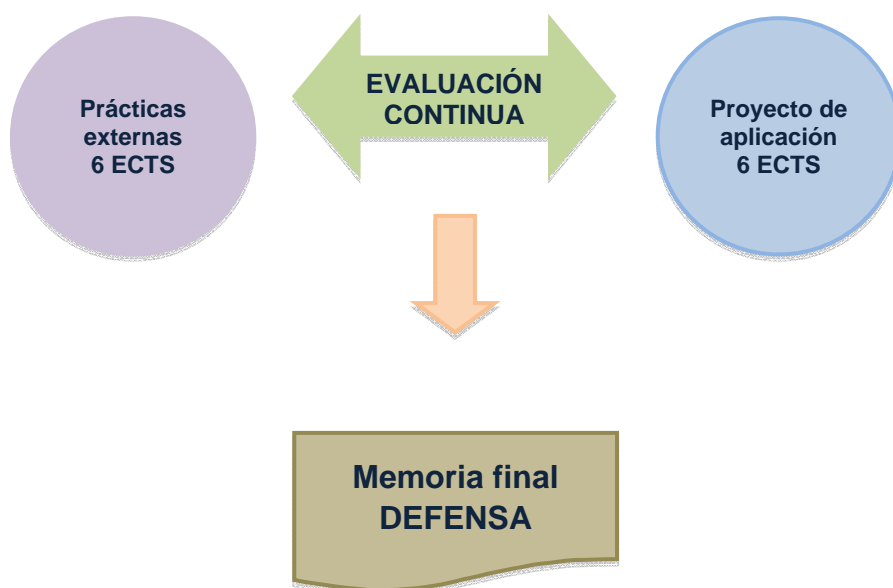 Prácticas
externas
6 ECTS
EVALUACIÓN
CONTINUA
Proyecto de
aplicación
6 ECTS
Memoria final
DEFENSA